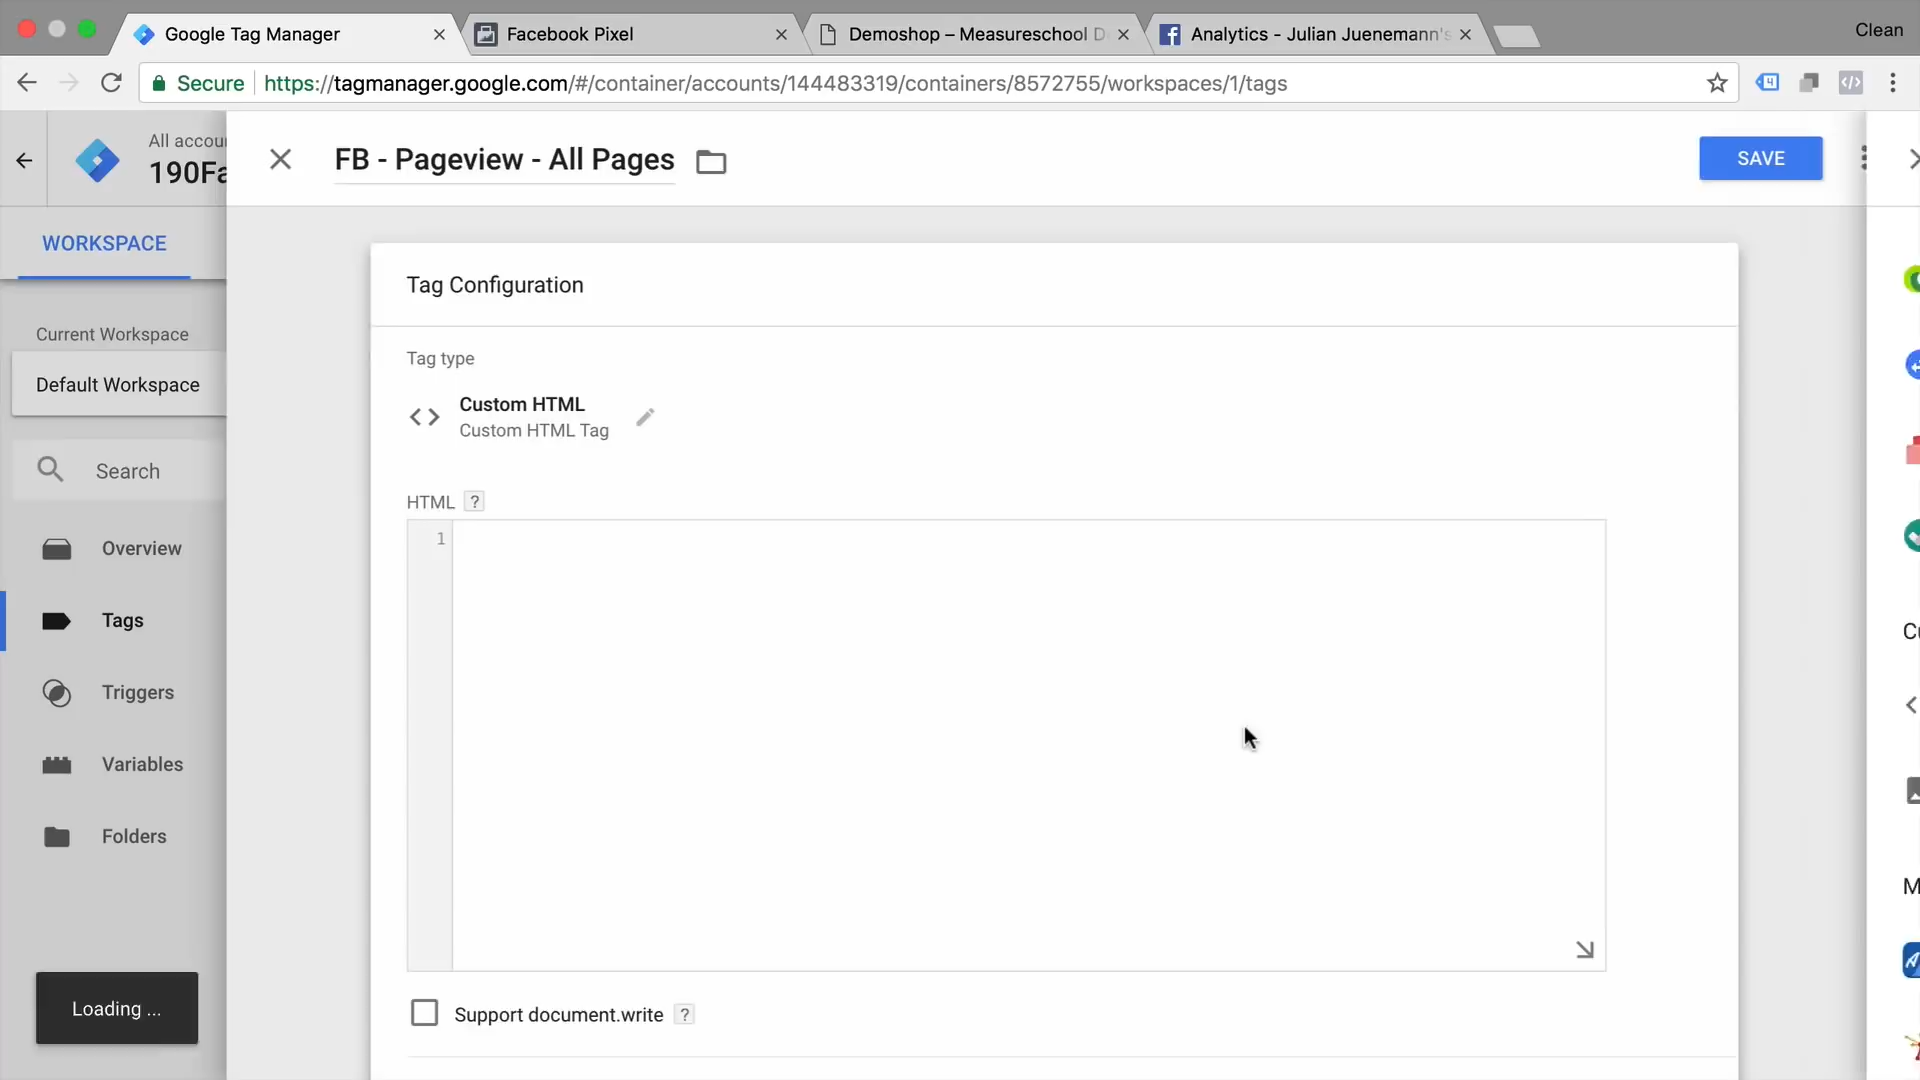 Google Tag Manager
Facebook Pixel
Demoshop – Measureschool D
Analytics - Julian Juenemann's
Clean
Secure
https://tagmanager.google.com/#/container/accounts/144483319/containers/8572755/workspaces/1/tags
4
All accou
190Fa
FB - Pageview - All Pages
SAVE
WORKSPACE
Tag Configuration
Current Workspace
Default Workspace
Tag type
Custom HTML
Custom HTML Tag
Search
HTML ?
1
Overview
Tags
Triggers
Variables
Folders
Loading ...
Support document.write ?
Cu
M